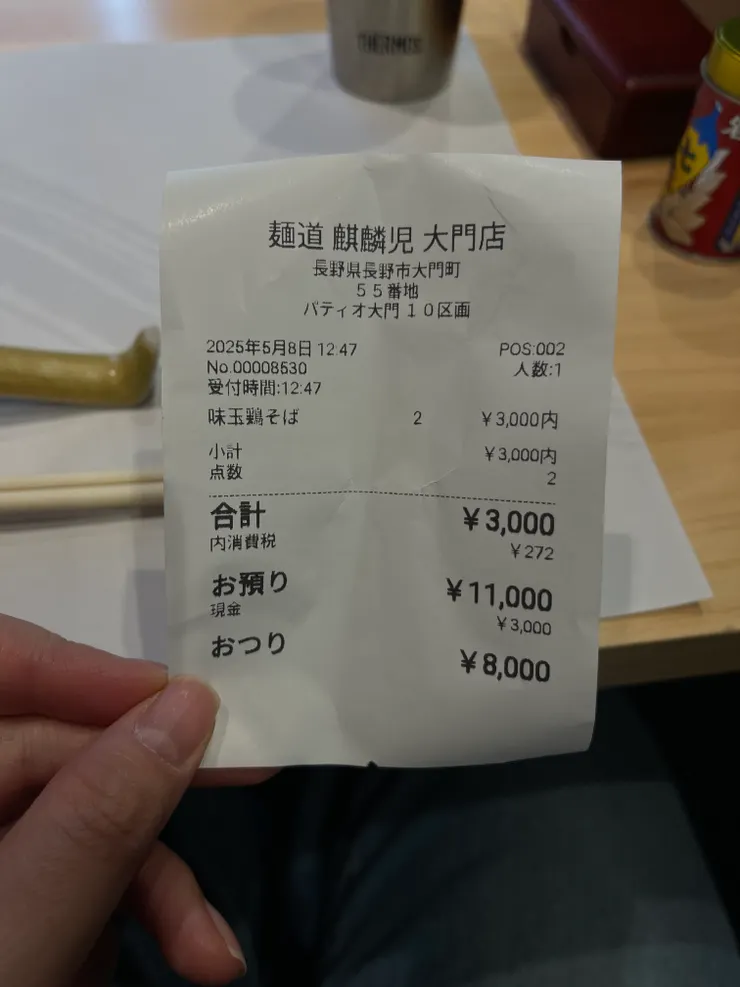 THERMOS
麺道 麒麟児 大門店
長野県長野市大門町
５５番地
パティオ大門１０区画
2025年5月8日 12:47 POS:002
No.00008530 人数:1
受付時間:12:47
味玉鶏そば 2 ￥3,000内
小計 ￥3,000内
点数 2
合計 ￥3,000
内消費税 ￥272
お預り ￥11,000
現金 ￥3,000
おつり ￥8,000